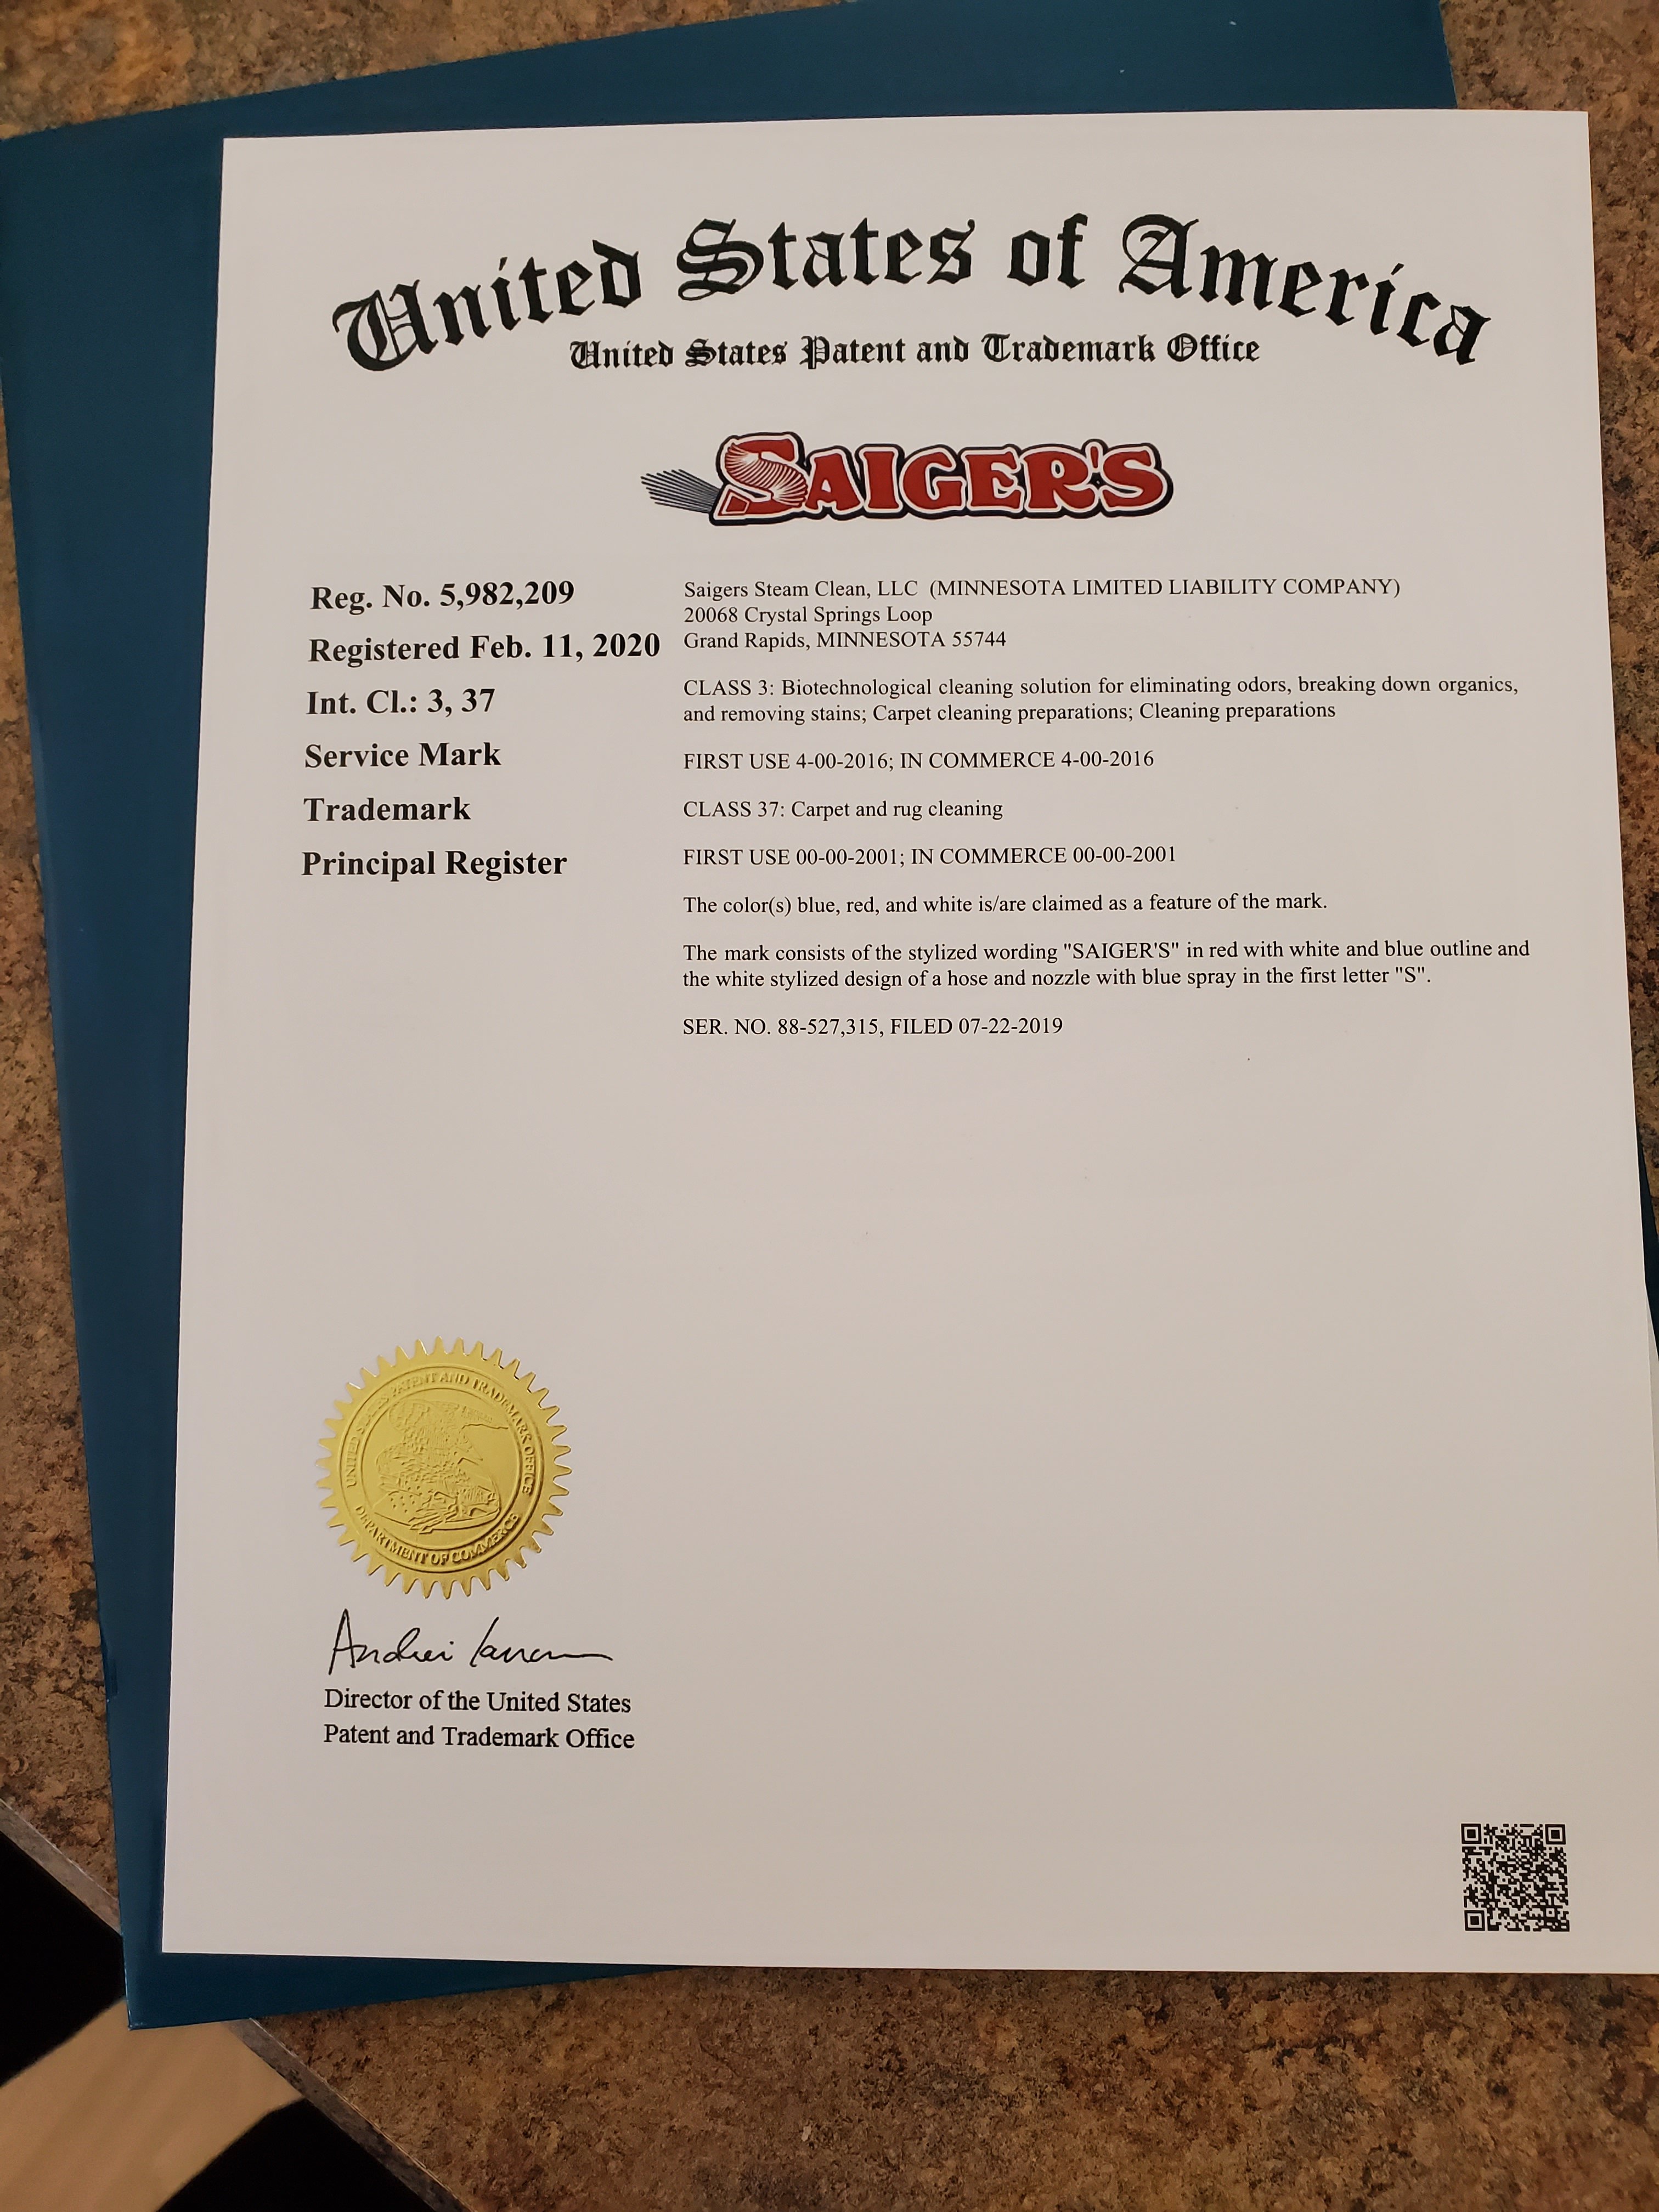 United States of America
United States Patent and Trademark Office
SAIGER'S
Reg. No. 5,982,209
Registered Feb. 11, 2020
Int. Cl.: 3, 37
Service Mark
Trademark
Principal Register
Saigers Steam Clean, LLC (MINNESOTA LIMITED LIABILITY COMPANY)
20068 Crystal Springs Loop
Grand Rapids, MINNESOTA 55744
CLASS 3: Biotechnological cleaning solution for eliminating odors, breaking down organics,
and removing stains; Carpet cleaning preparations; Cleaning preparations
FIRST USE 4-00-2016; IN COMMERCE 4-00-2016
CLASS 37: Carpet and rug cleaning
FIRST USE 00-00-2001; IN COMMERCE 00-00-2001
The color(s) blue, red, and white is/are claimed as a feature of the mark.
The mark consists of the stylized wording "SAIGER'S" in red with white and blue outline and
the white stylized design of a hose and nozzle with blue spray in the first letter "S".
SER. NO. 88-527,315, FILED 07-22-2019
UNITED STATES PATENT AND TRADEMARK OFFICE
DEPARTMENT OF COMMERCE
Andrei Iancu
Director of the United States
Patent and Trademark Office